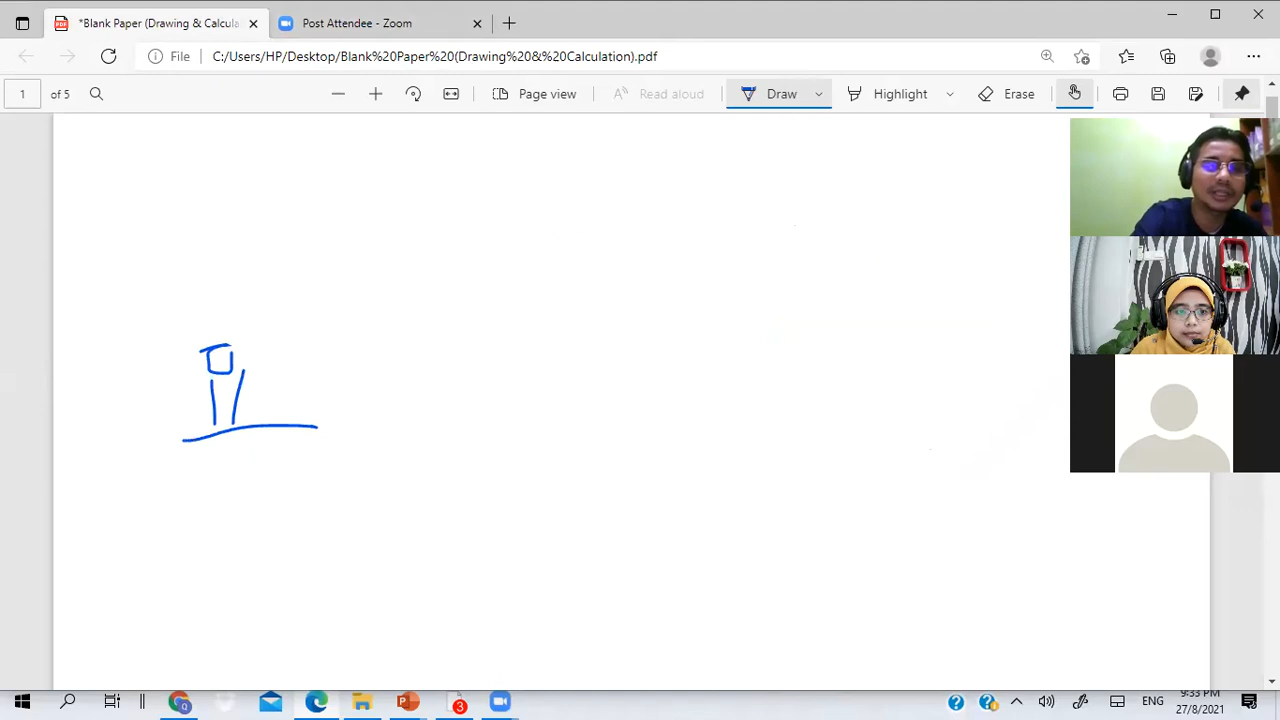 *Blank Paper (Drawing & Calcula
Post Attendee - Zoom
File
C:/Users/HP/Desktop/Blank%20Paper%20(Drawing%20&%20Calculation).pdf
1 of 5
Page view
Read aloud
Draw
Highlight
Erase
3
ENG
9:33 PM
27/8/2021